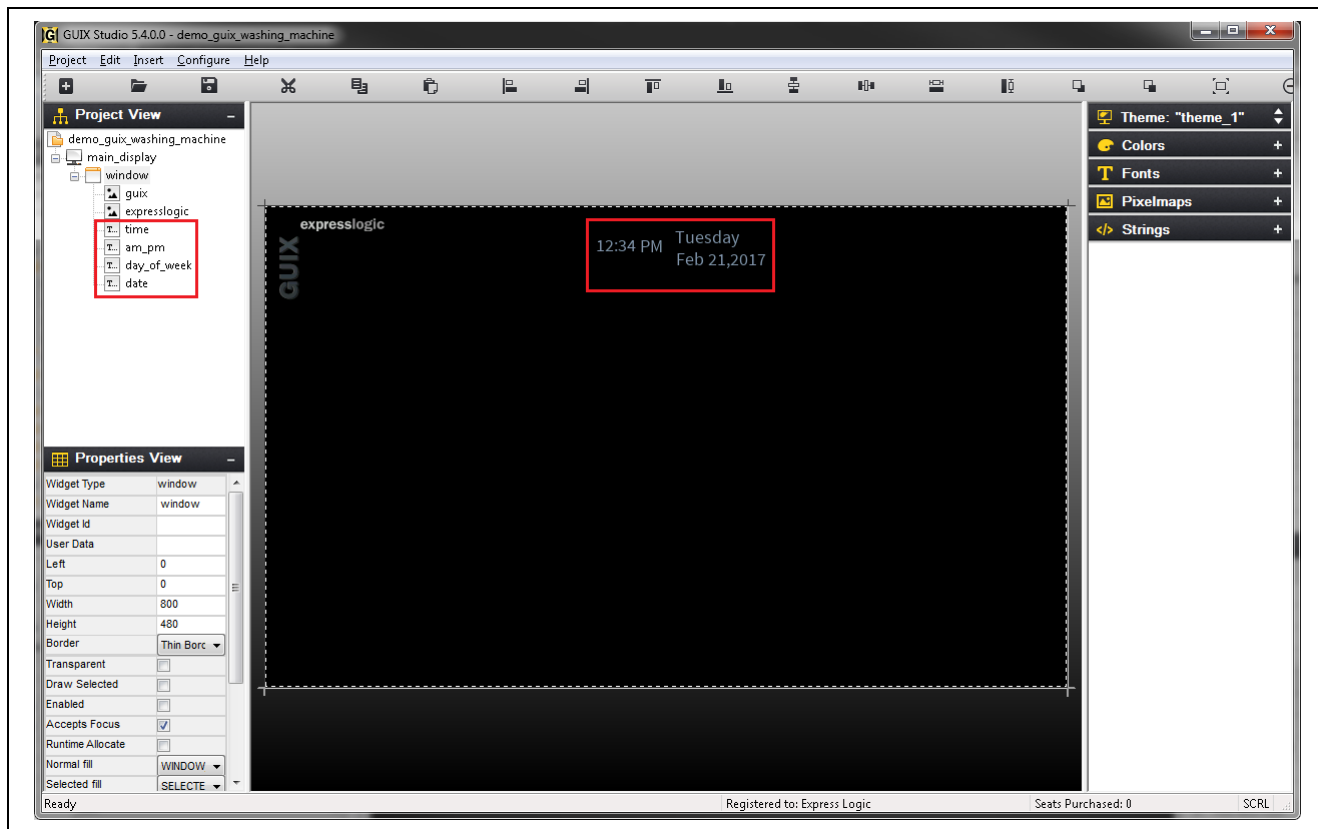 GUIX Studio 5.4.0.0 - demo_guix_washing_machine
Project Edit Insert Configure Help
Project View
demo_guix_washing_machine
main_display
window
guix
expresslogic
time
am_pm
day_of_week
date
Properties View
Widget Type window
Widget Name window
Widget Id
User Data
Left 0
Top 0
Width 800
Height 480
Border Thin Borc
Transparent
Draw Selected
Enabled
Accepts Focus
Runtime Allocate
Normal fill WINDOW
Selected fill SELECTE
expresslogic
GUIX
12:34 PM
Tuesday
Feb 21,2017
Theme: "theme_1"
Colors
Fonts
Pixelmaps
Strings
Ready
Registered to: Express Logic
Seats Purchased: 0
SCRL